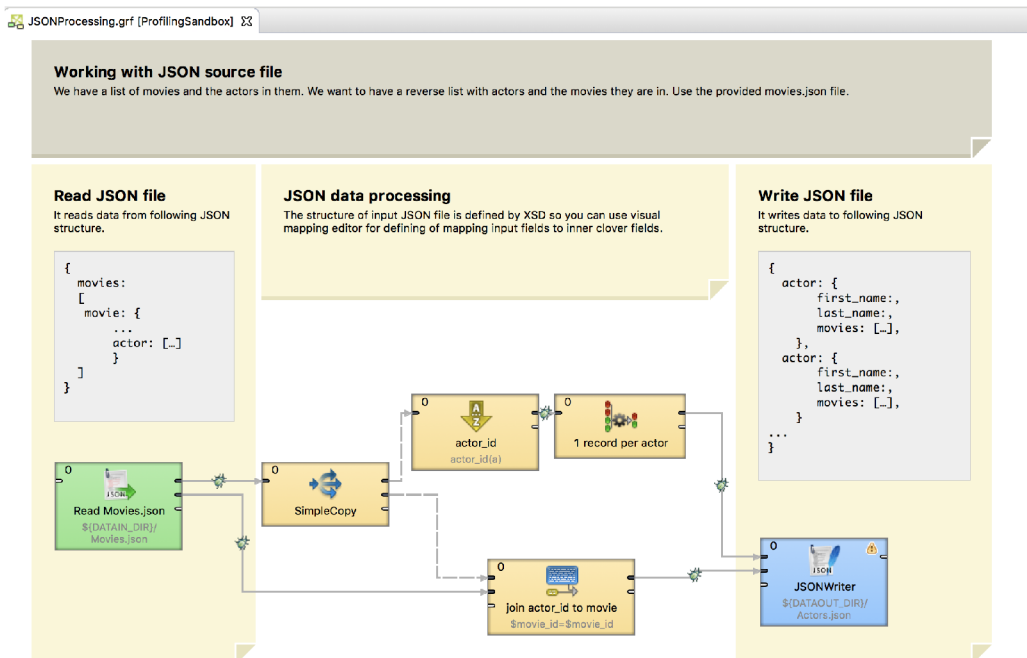 JSONProcessing.grf [ProfilingSandbox]
Working with JSON source file
We have a list of movies and the actors in them. We want to have a reverse list with actors and the movies they are in. Use the provided movies.json file.
Read JSON file
It reads data from following JSON
structure.
{
movies:
[
movie: {
...
actor: […]
}
]
}
JSON data processing
The structure of input JSON file is defined by XSD so you can use visual
mapping editor for defining of mapping input fields to inner clover fields.
Write JSON file
It writes data to following JSON
structure.
{
actor: {
first_name:,
last_name:,
movies: […],
},
actor: {
first_name:,
last_name:,
movies: […],
}
...
}
0
A
Z
actor_id
actor_id(a)
0
1 record per actor
0
JSON
Read Movies.json
${DATAIN_DIR}/
Movies.json
0
SimpleCopy
0
join actor_id to movie
$movie_id=$movie_id
0
JSON
JSONWriter
${DATAOUT_DIR}/
Actors.json